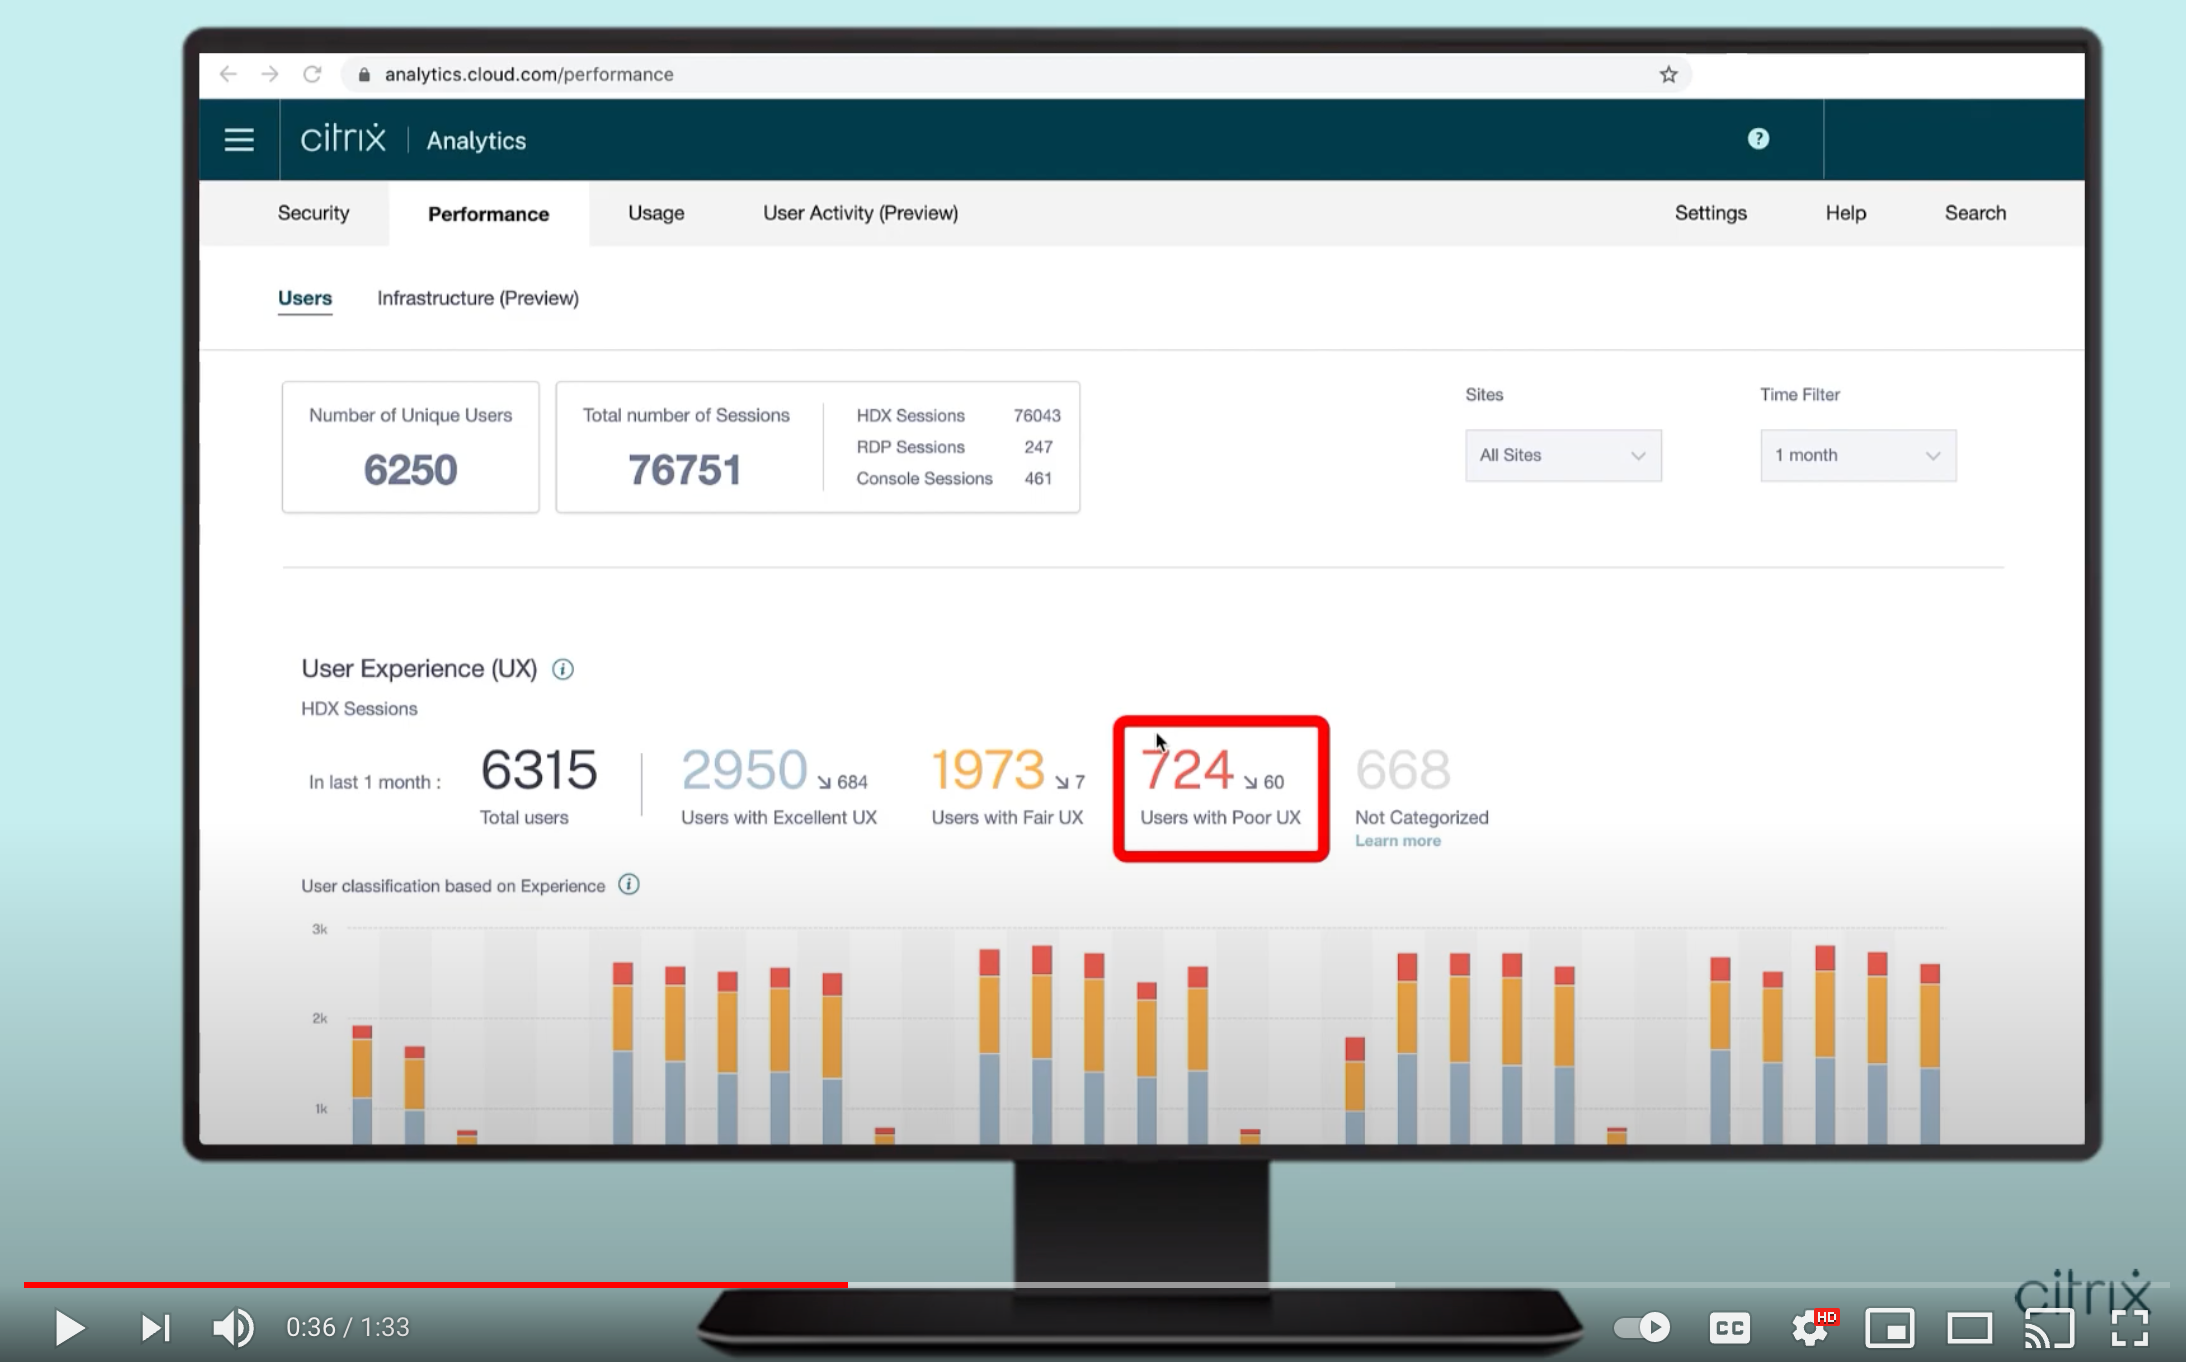 analytics.cloud.com/performance
citrix Analytics ?
Security Performance Usage User Activity (Preview) Settings Help Search
Users Infrastructure (Preview)
Number of Unique Users
6250
Total number of Sessions
76751
HDX Sessions 76043
RDP Sessions 247
Console Sessions 461
Sites
All Sites
Time Filter
1 month
User Experience (UX) i
HDX Sessions
In last 1 month :
6315
Total users
2950 ↘ 684
Users with Excellent UX
1973 ↘ 7
Users with Fair UX
724 ↘ 60
Users with Poor UX
668
Not Categorized
Learn more
User classification based on Experience i
3k
2k
1k
citrix
0:36 / 1:33
CC
HD